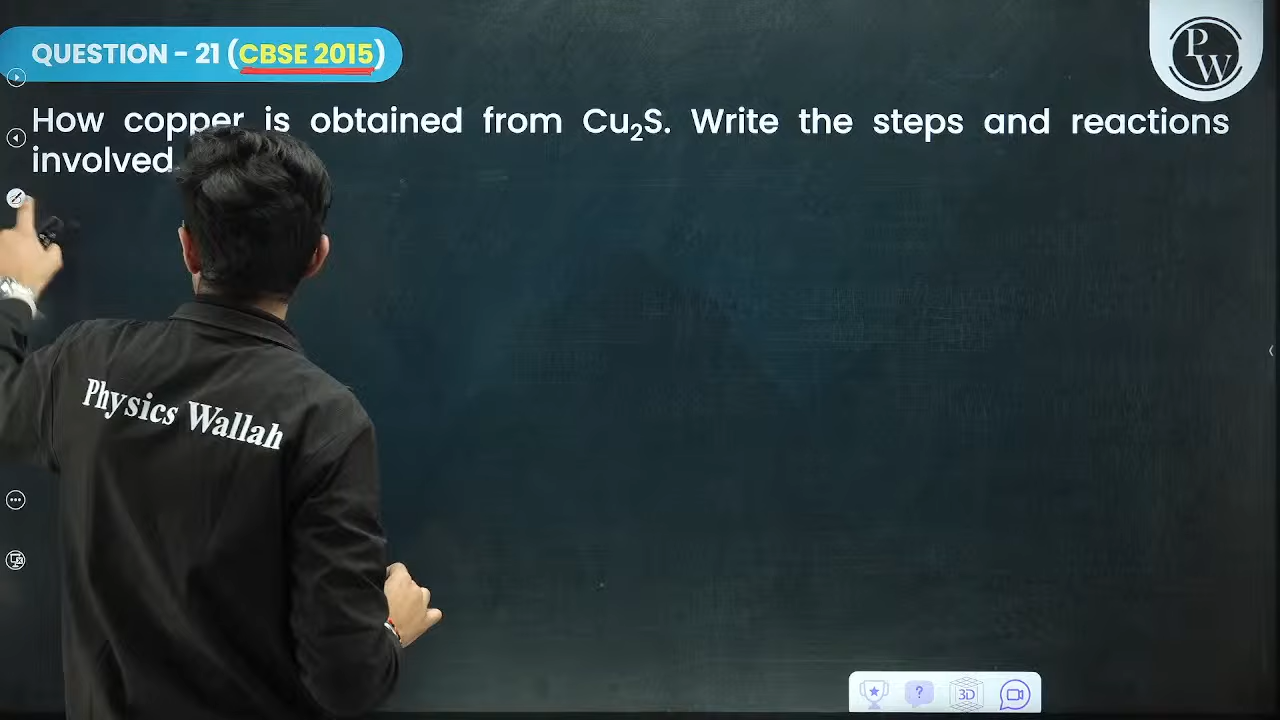 QUESTION - 21 (CBSE 2015)
How copper is obtained from Cu₂S. Write the steps and reactions
involved
PW
Physics Wallah
?
3D